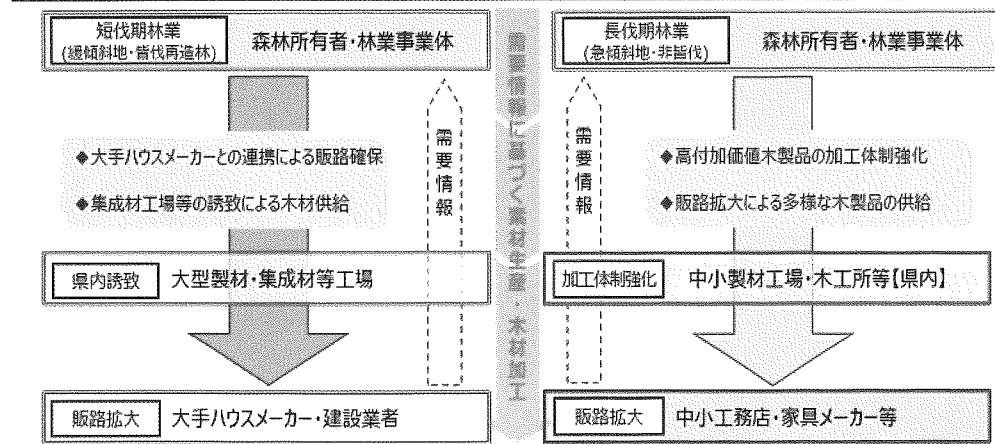 短伐期林業
(緩傾斜地・皆伐再造林)
森林所有者・林業事業体
◆大手ハウスメーカーとの連携による販路確保
◆集成材工場等の誘致による木材供給
需要情報
県内誘致
大型製材・集成材等工場
販路拡大
大手ハウスメーカー・建設業者
需要情報に基づく素材生産・木材加工
長伐期林業
(急傾斜地・非皆伐)
森林所有者・林業事業体
需要情報
◆高付加価値木製品の加工体制強化
◆販路拡大による多様な木製品の供給
加工体制強化
中小製材工場・木工所等【県内】
販路拡大
中小工務店・家具メーカー等